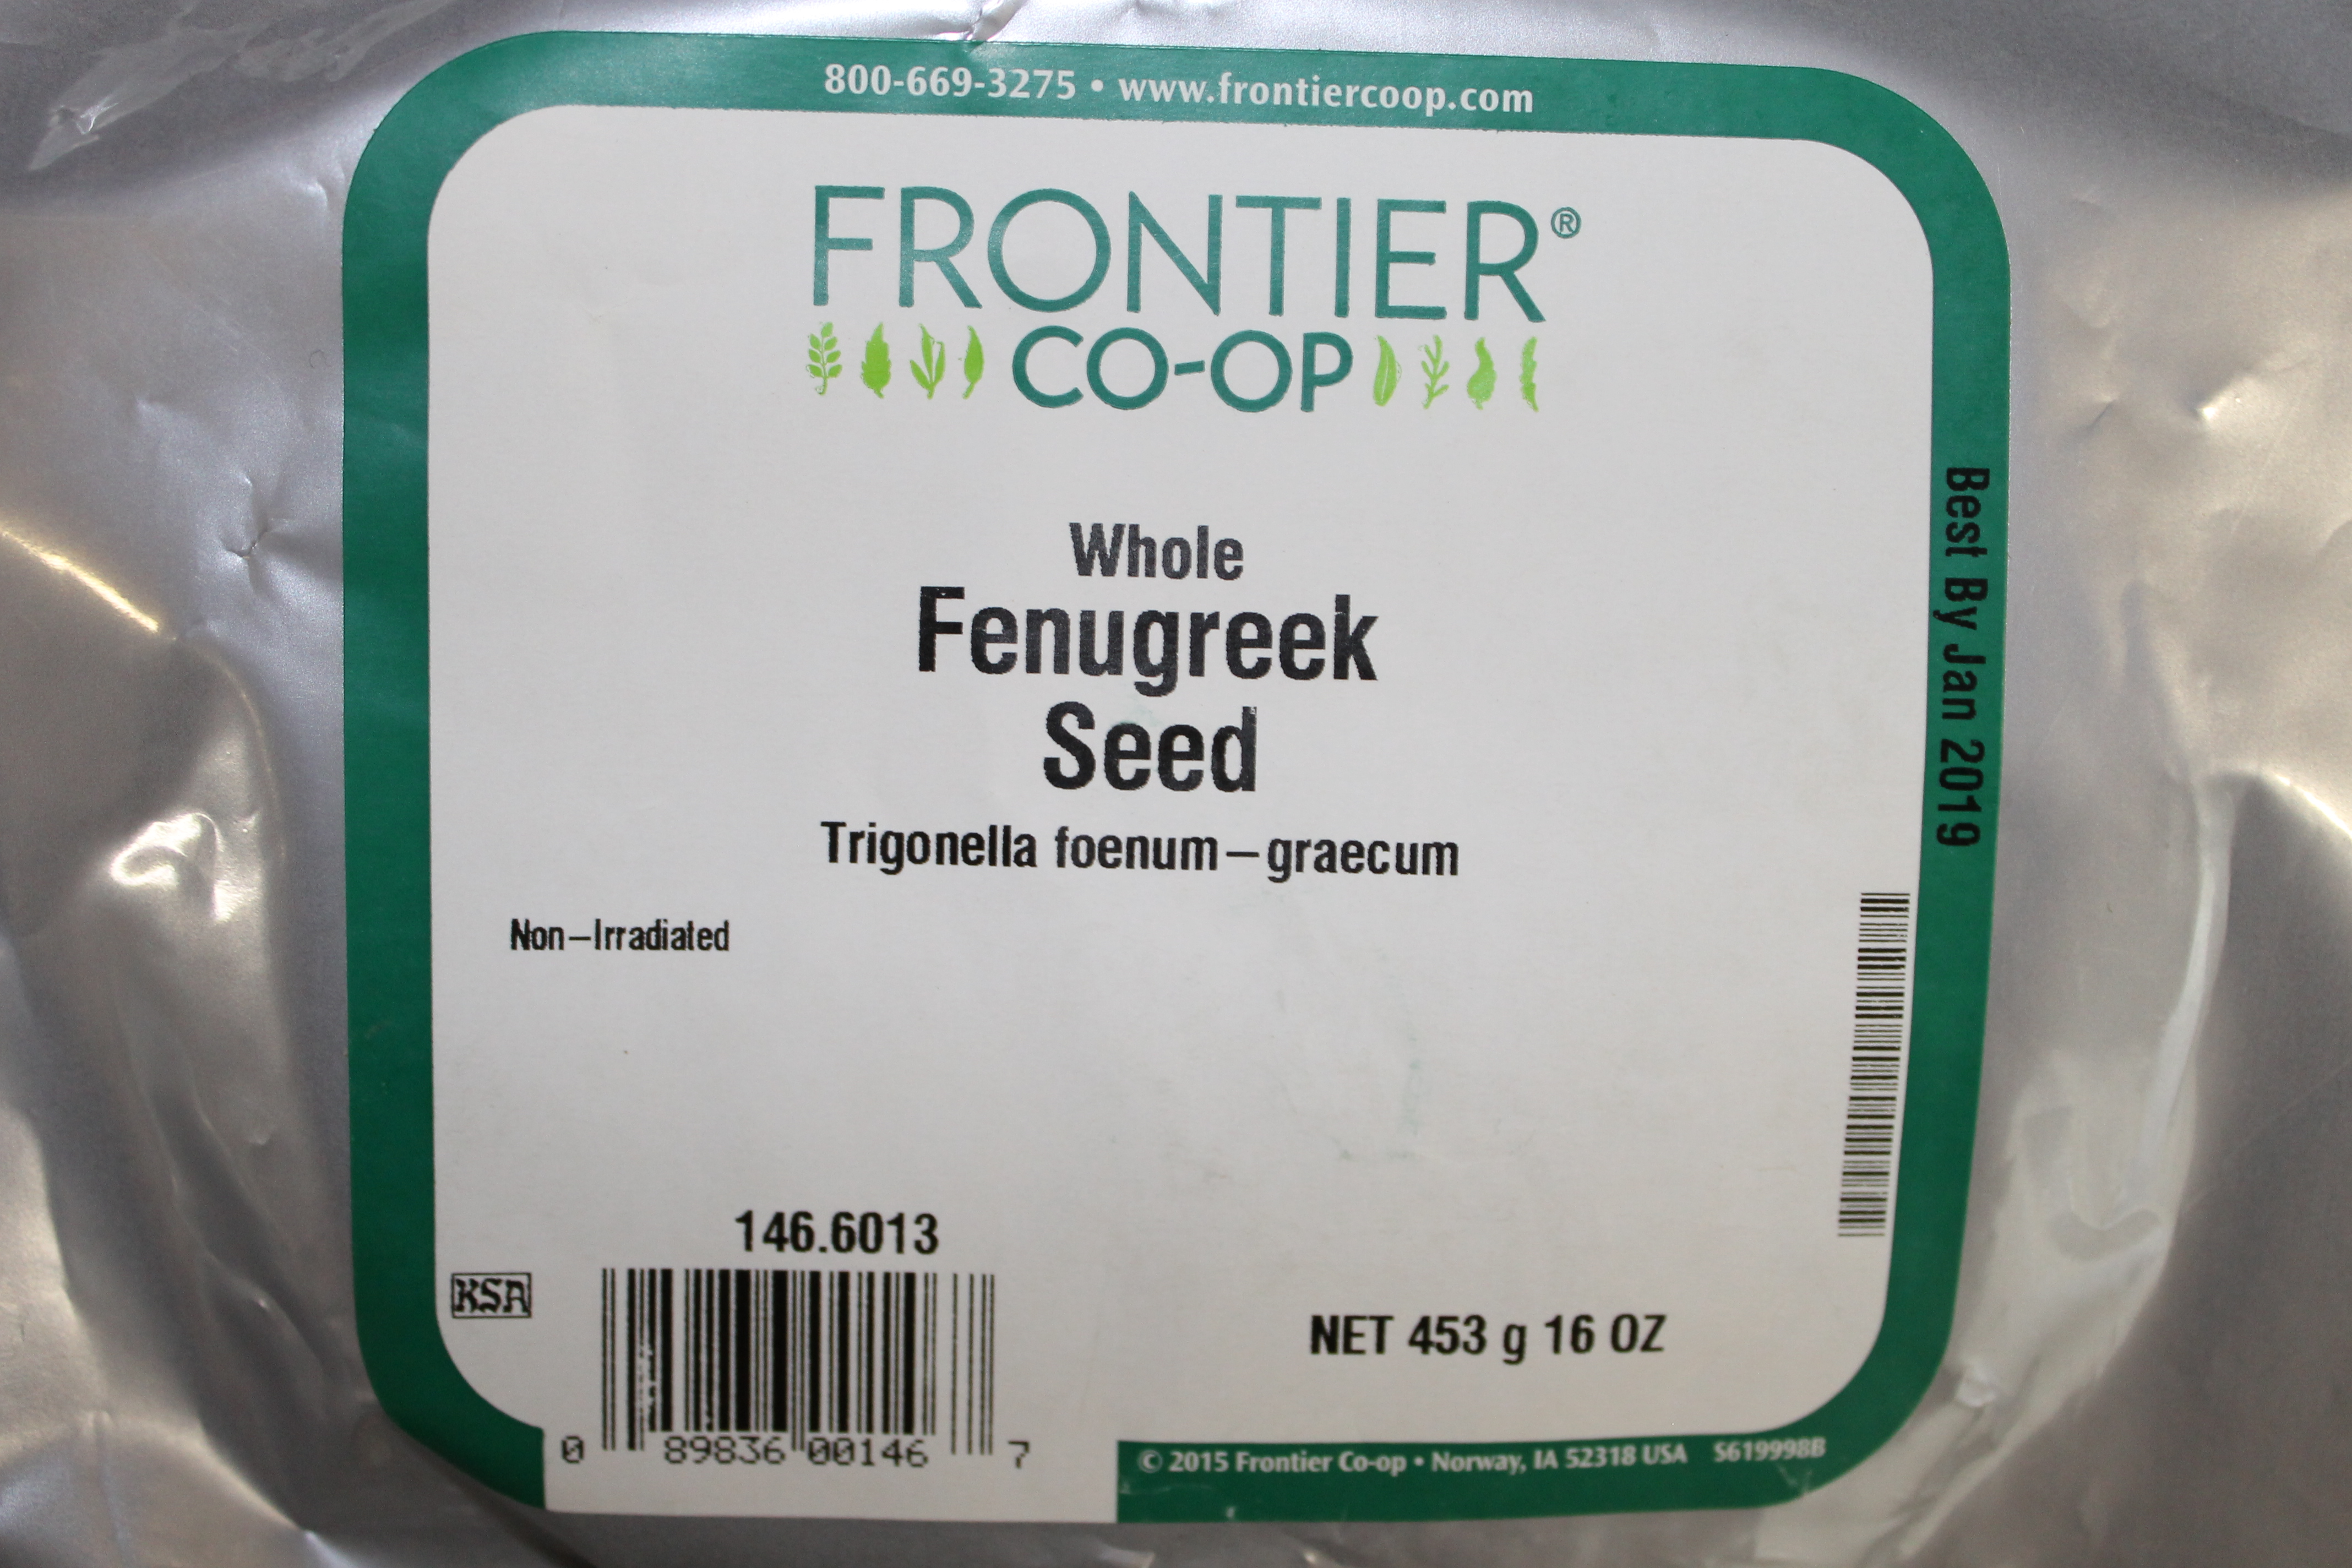 800-669-3275 • www.frontiercoop.com
FRONTIER®
CO-OP
Whole
Fenugreek
Seed
Trigonella foenum–graecum
Non–Irradiated
Best By Jan 2019
146.6013
KSA
0 89836 00146 7
NET 453 g 16 OZ
© 2015 Frontier Co-op • Norway, IA 52318 USA S619998B